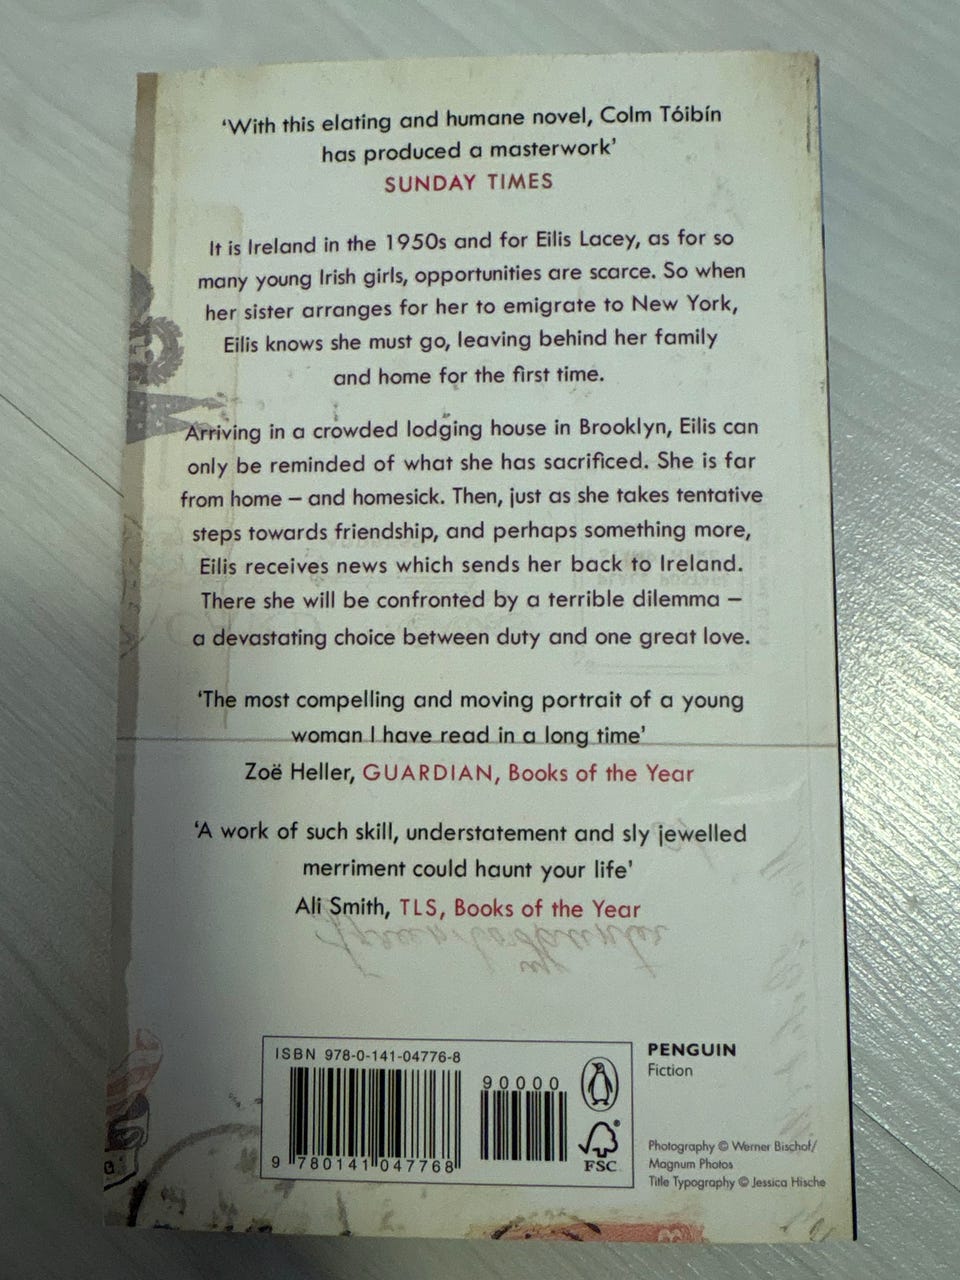 ‘With this elating and humane novel, Colm Tóibín
has produced a masterwork’
SUNDAY TIMES
It is Ireland in the 1950s and for Eilis Lacey, as for so
many young Irish girls, opportunities are scarce. So when
her sister arranges for her to emigrate to New York,
Eilis knows she must go, leaving behind her family
and home for the first time.
Arriving in a crowded lodging house in Brooklyn, Eilis can
only be reminded of what she has sacrificed. She is far
from home – and homesick. Then, just as she takes tentative
steps towards friendship, and perhaps something more,
Eilis receives news which sends her back to Ireland.
There she will be confronted by a terrible dilemma –
a devastating choice between duty and one great love.
‘The most compelling and moving portrait of a young
woman I have read in a long time’
Zoë Heller, GUARDIAN, Books of the Year
‘A work of such skill, understatement and sly jewelled
merriment could haunt your life’
Ali Smith, TLS, Books of the Year
ISBN 978-0-141-04776-8
90000
9 780141 047768
FSC
PENGUIN
Fiction
Photography © Werner Bischof/
Magnum Photos
Title Typography © Jessica Hische